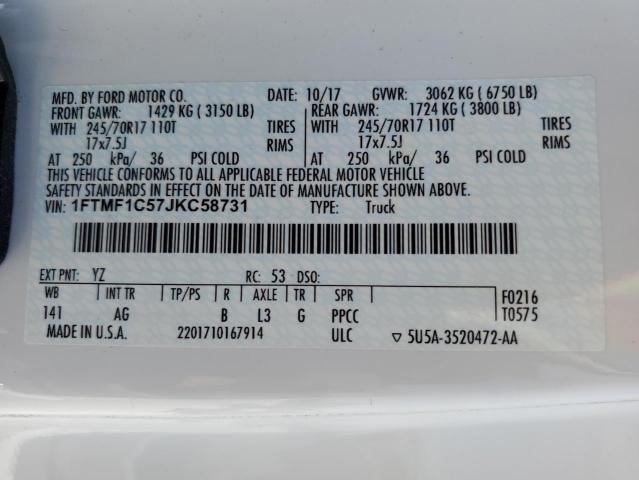 MFD. BY FORD MOTOR CO. DATE: 10/17 GVWR: 3062 KG ( 6750 LB)
FRONT GAWR: 1429 KG ( 3150 LB) REAR GAWR: 1724 KG ( 3800 LB)
WITH 245/70R17 110T TIRES WITH 245/70R17 110T TIRES
17x7.5J RIMS 17x7.5J RIMS
AT 250 kPa/ 36 PSI COLD AT 250 kPa/ 36 PSI COLD
THIS VEHICLE CONFORMS TO ALL APPLICABLE FEDERAL MOTOR VEHICLE
SAFETY STANDARDS IN EFFECT ON THE DATE OF MANUFACTURE SHOWN ABOVE.
VIN: 1FTMF1C57JKC58731 TYPE: Truck
EXT PNT: YZ RC: 53 DSO:
WB INT TR TP/PS R AXLE TR SPR F0216
141 AG B L3 G PPCC T0575
MADE IN U.S.A. 2201710167914 ULC ▽ 5U5A-3520472-AA